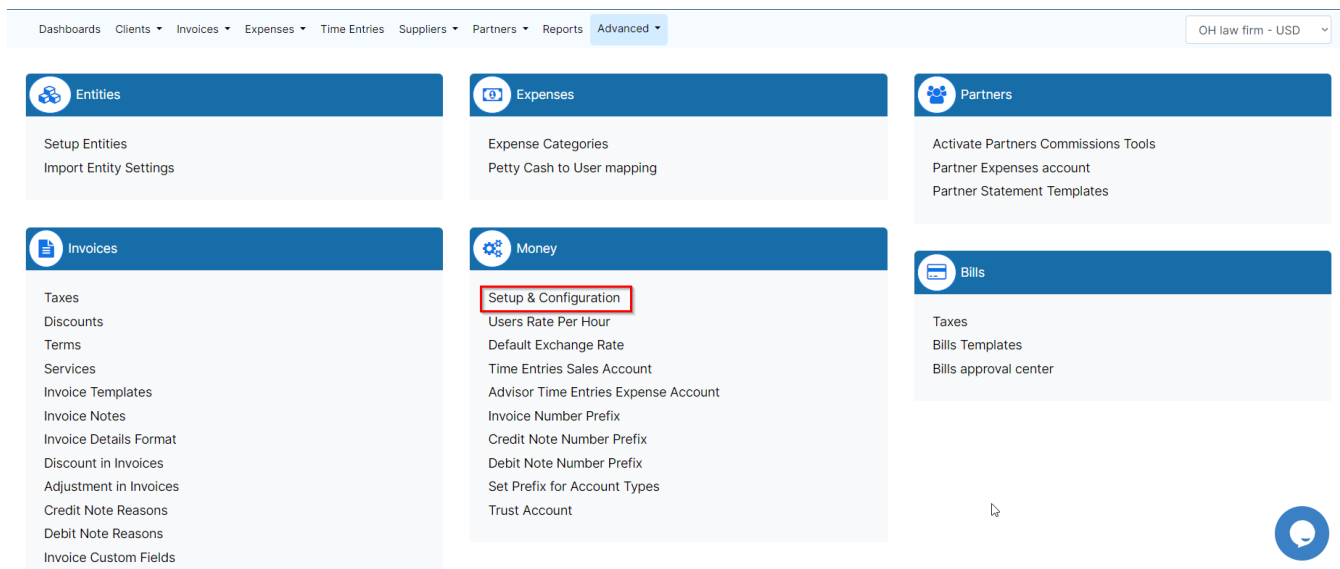 Dashboards Clients Invoices Expenses Time Entries Suppliers Partners Reports Advanced OH law firm - USD
Entities
Setup Entities
Import Entity Settings
Expenses
Expense Categories
Petty Cash to User mapping
Partners
Activate Partners Commissions Tools
Partner Expenses account
Partner Statement Templates
Invoices
Taxes
Discounts
Terms
Services
Invoice Templates
Invoice Notes
Invoice Details Format
Discount in Invoices
Adjustment in Invoices
Credit Note Reasons
Debit Note Reasons
Invoice Custom Fields
Money
Setup & Configuration
Users Rate Per Hour
Default Exchange Rate
Time Entries Sales Account
Advisor Time Entries Expense Account
Invoice Number Prefix
Credit Note Number Prefix
Debit Note Number Prefix
Set Prefix for Account Types
Trust Account
Bills
Taxes
Bills Templates
Bills approval center